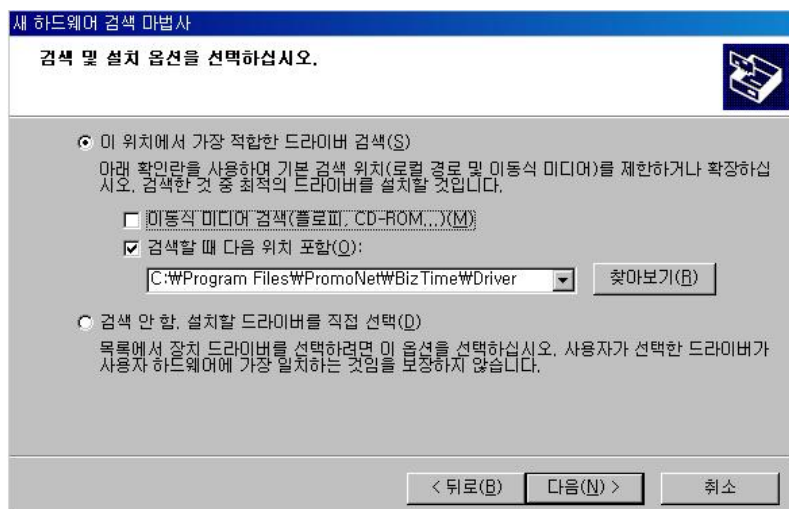 새 하드웨어 검색 마법사
검색 및 설치 옵션을 선택하십시오.
이 위치에서 가장 적합한 드라이버 검색(S)
아래 확인란을 사용하여 기본 검색 위치(로컬 경로 및 이동식 미디어)를 제한하거나 확장하십
시오. 검색한 것 중 최적의 드라이버를 설치할 것입니다.
이동식 미디어 검색(플로피, CD-ROM...)(M)
검색할 때 다음 위치 포함(O):
C:₩Program Files₩PromoNet₩BizTime₩Driver
찾아보기(R)
검색 안 함. 설치할 드라이버를 직접 선택(D)
목록에서 장치 드라이버를 선택하려면 이 옵션을 선택하십시오. 사용자가 선택한 드라이버가
사용자 하드웨어에 가장 일치하는 것임을 보장하지 않습니다.
< 뒤로(B) 다음(N) > 취소